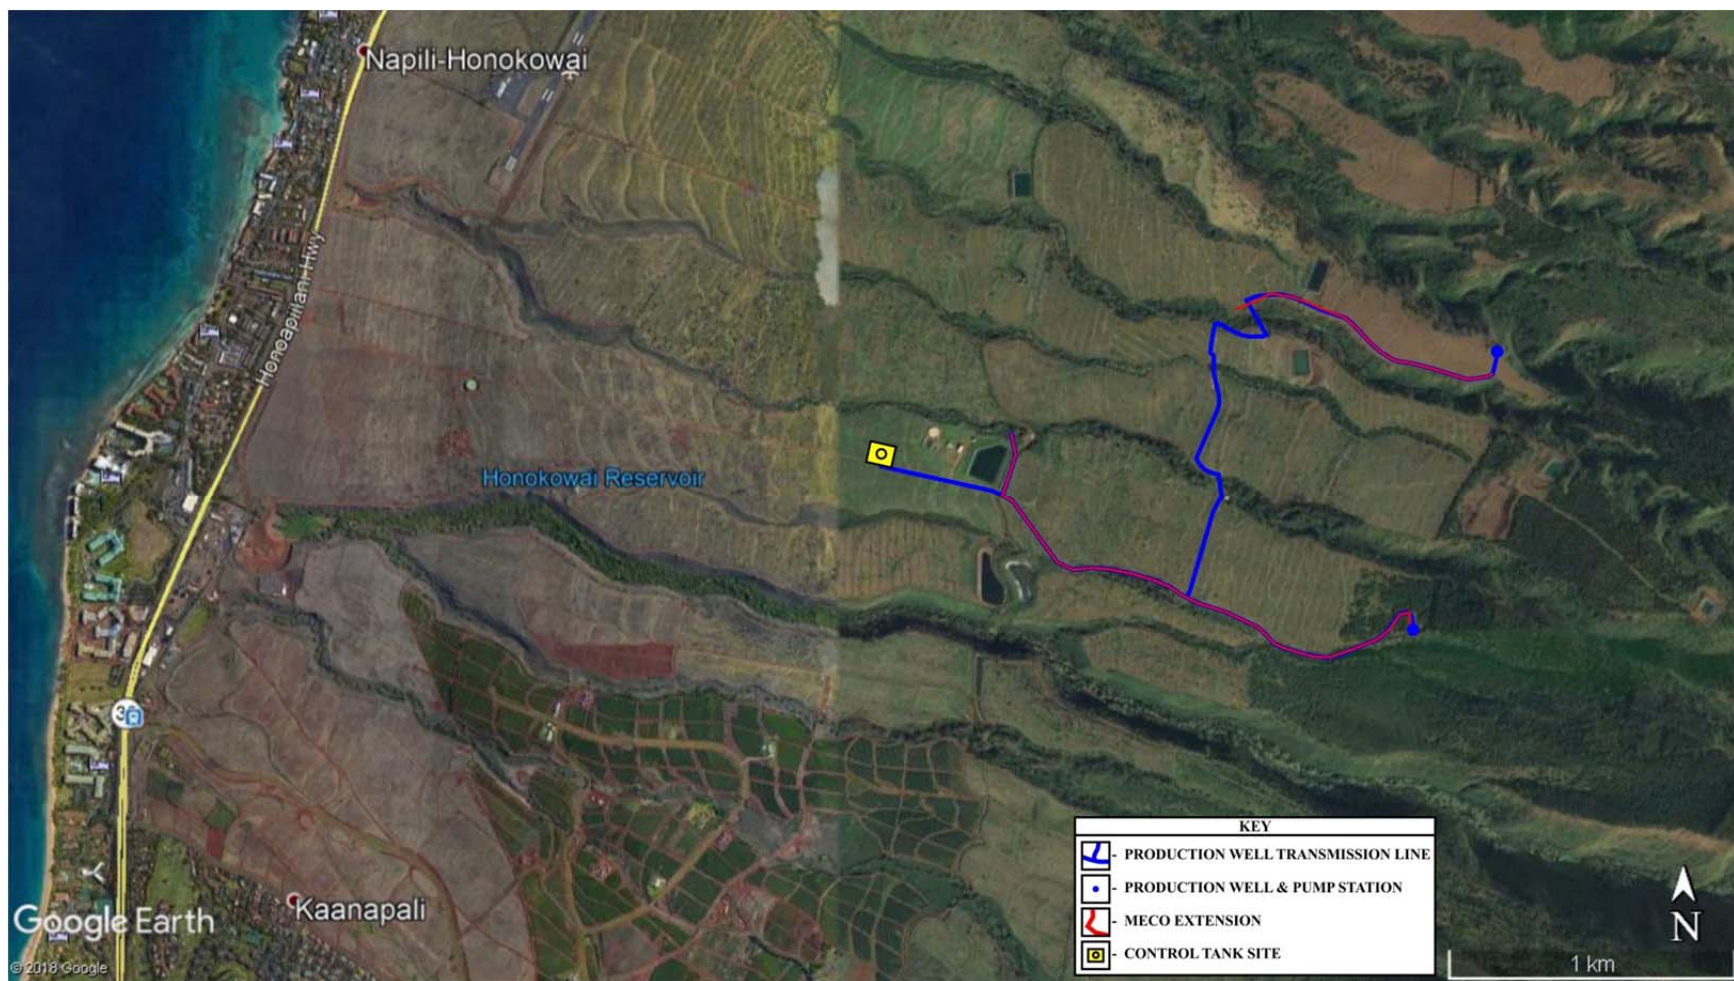 Napili-Honokowai
Honoapiilani Hwy
Honokowai Reservoir
Kaanapali
Google Earth
© 2018 Google
KEY
- PRODUCTION WELL TRANSMISSION LINE
- PRODUCTION WELL & PUMP STATION
- MECO EXTENSION
- CONTROL TANK SITE
N
1 km